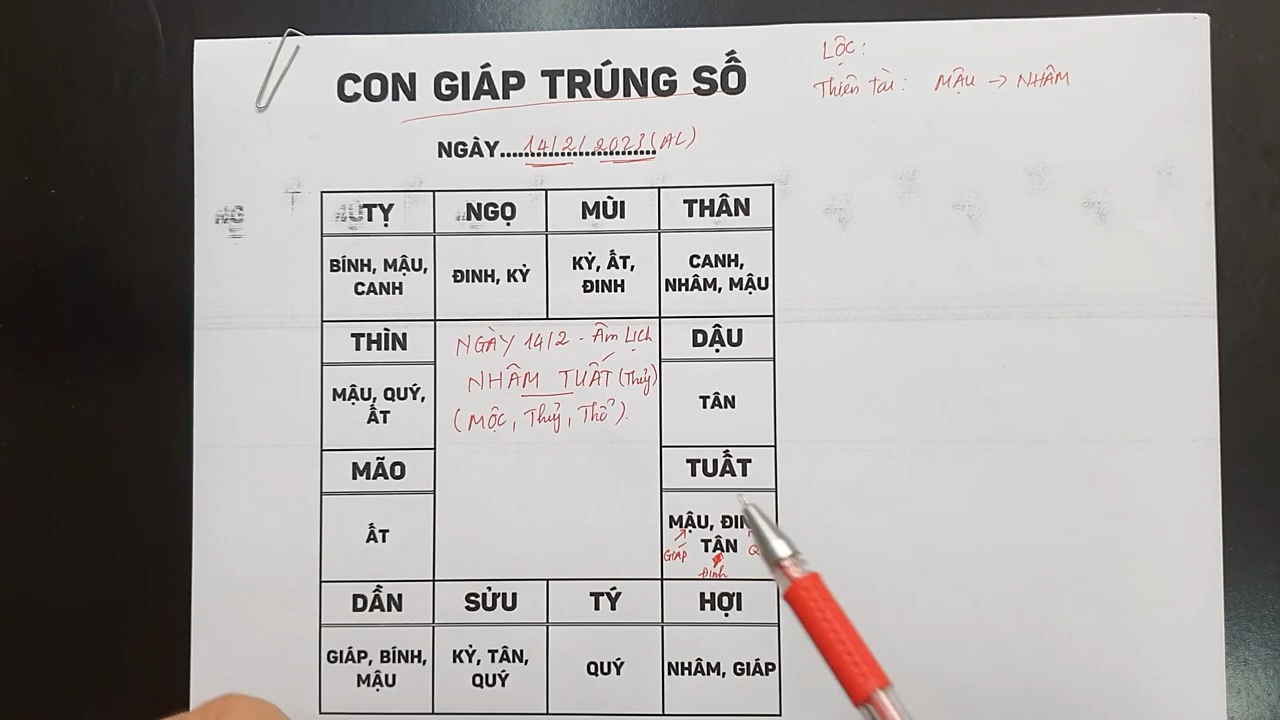 CON GIÁP TRÚNG SỐ
Lộc:
Thiên Tài: MẬU → NHÂM
NGÀY...14/2/2023 (AL)
TỴ NGỌ MÙI THÂN
BÍNH, MẬU, CANH
ĐINH, KỶ
KỶ, ẤT, ĐINH
CANH, NHÂM, MẬU
THÌN
NGÀY 14/2 - Âm Lịch
NHÂM TUẤT (Thuỷ)
(MỘC, Thuỷ, Thổ).
DẬU
MẬU, QUÝ, ẤT
TÂN
MÃO
TUẤT
ẤT
MẬU,
TÂN
GIÁP
Đinh
DẦN SỬU TÝ HỢI
GIÁP, BÍNH, MẬU
KỶ, TÂN, QUÝ
QUÝ
NHÂM, GIÁP